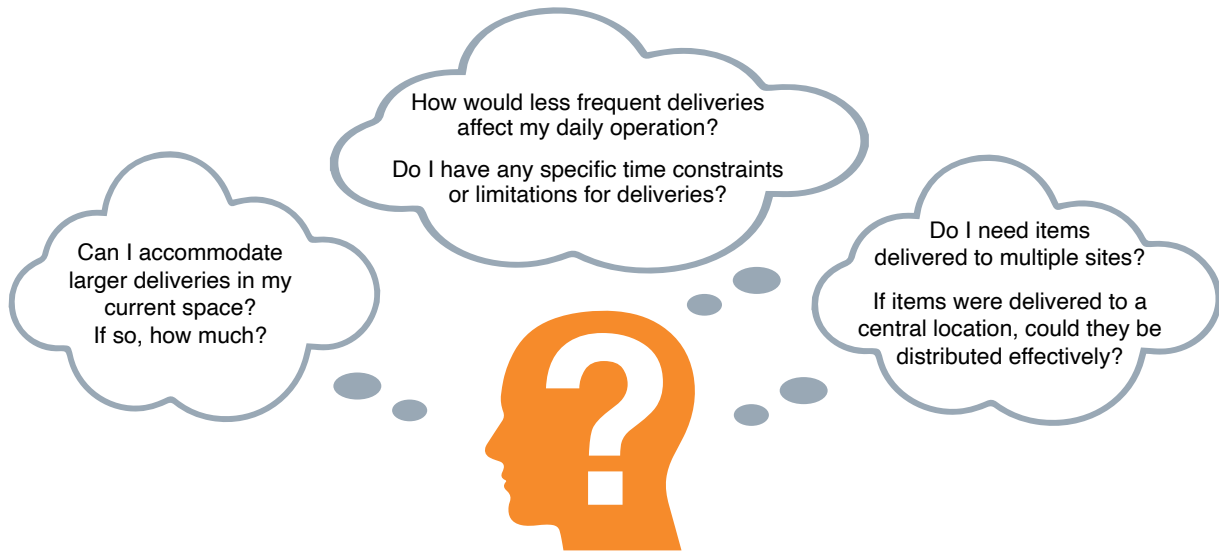 How would less frequent deliveries
affect my daily operation?
Do I have any specific time constraints
or limitations for deliveries?
Can I accommodate
larger deliveries in my
current space?
If so, how much?
Do I need items
delivered to multiple sites?
If items were delivered to a
central location, could they be
distributed effectively?
?